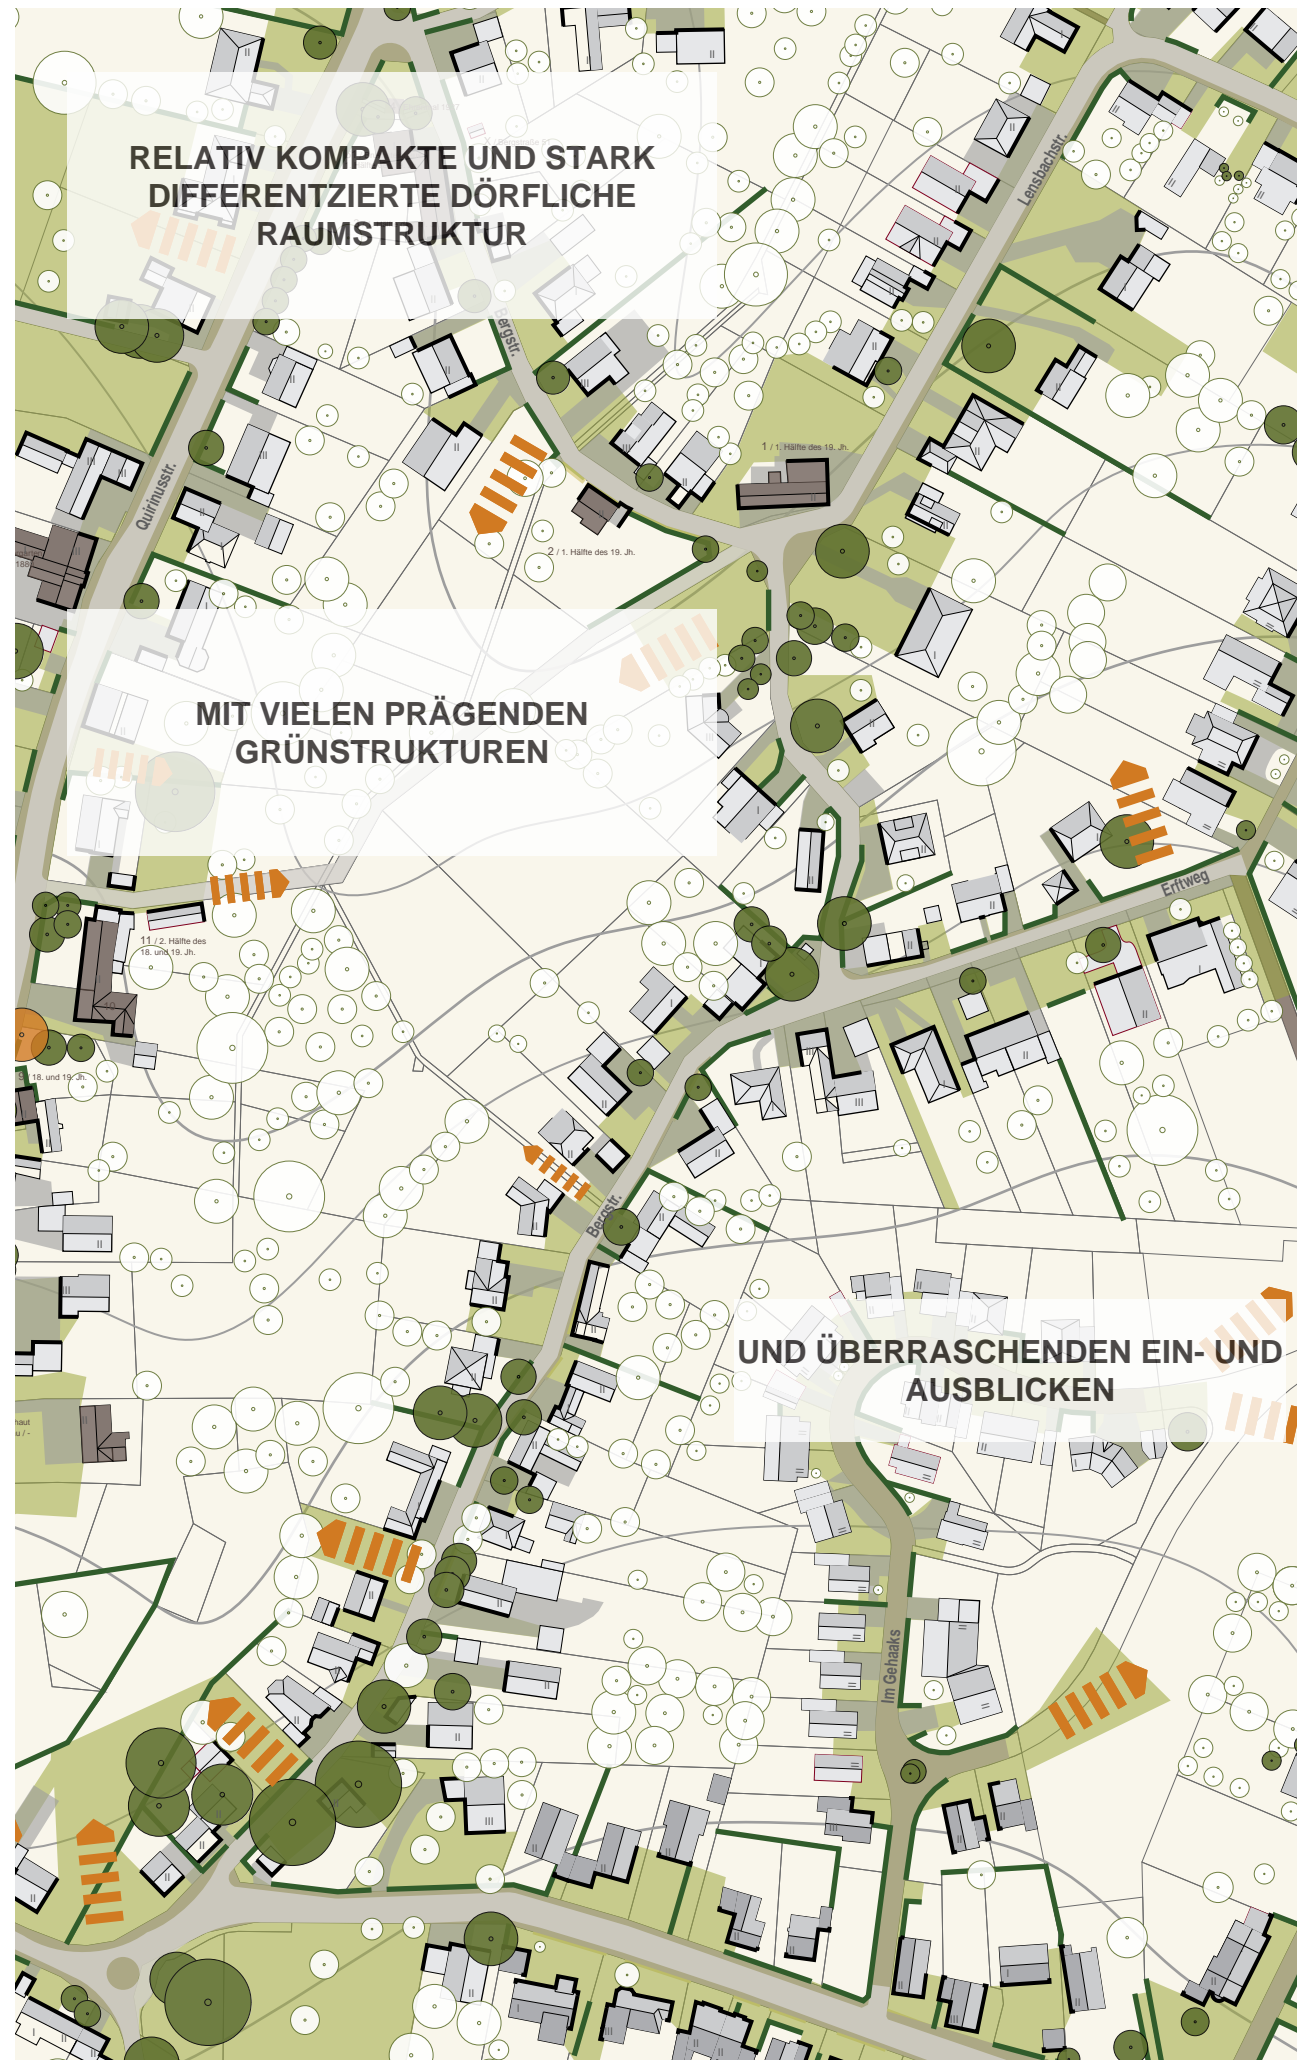 RELATIV KOMPAKTE UND STARK
DIFFERENTZIERTE DÖRFLICHE
RAUMSTRUKTUR
Lensbachstr.
Bergstr.
1 / 1. Hälfte des 19. Jh.
Quirinusstr.
2 / 1. Hälfte des 19. Jh.
MIT VIELEN PRÄGENDEN
GRÜNSTRUKTUREN
Erftweg
11 / 2. Hälfte des
18. und 19. Jh.
10
9 / 18. und 19. Jh.
Bergstr.
UND ÜBERRASCHENDEN EIN- UND
AUSBLICKEN
Im Gehaaks